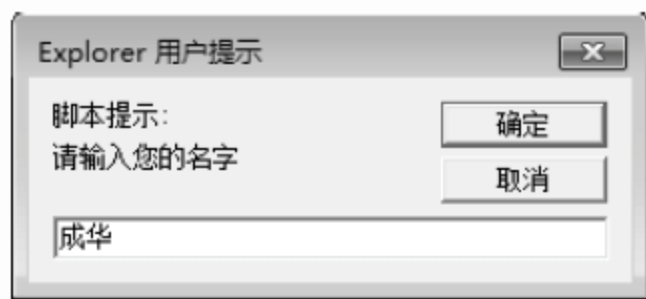 Explorer 用户提示
脚本提示:
请输入您的名字
确定
取消
成华